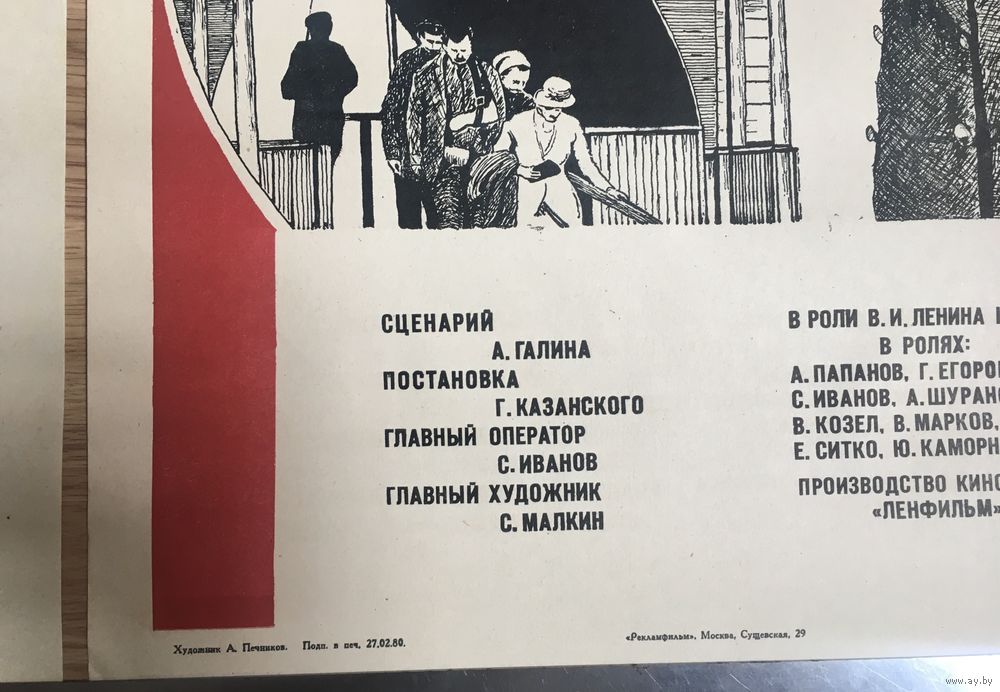 СЦЕНАРИЙ
А. ГАЛИНА
ПОСТАНОВКА
Г. КАЗАНСКОГО
ГЛАВНЫЙ ОПЕРАТОР
С. ИВАНОВ
ГЛАВНЫЙ ХУДОЖНИК
С. МАЛКИН
В РОЛИ В. И. ЛЕНИНА
В РОЛЯХ:
А. ПАПАНОВ, Г. ЕГОРО
С. ИВАНОВ, А. ШУРАНО
В. КОЗЕЛ, В. МАРКОВ,
Е. СИТКО, Ю. КАМОРН
ПРОИЗВОДСТВО КИНО
«ЛЕНФИЛЬМ»
Художник А. Печников. Подп. в печ. 27.02.80.
«Рекламфильм», Москва, Сущевская, 29
www.ay.by